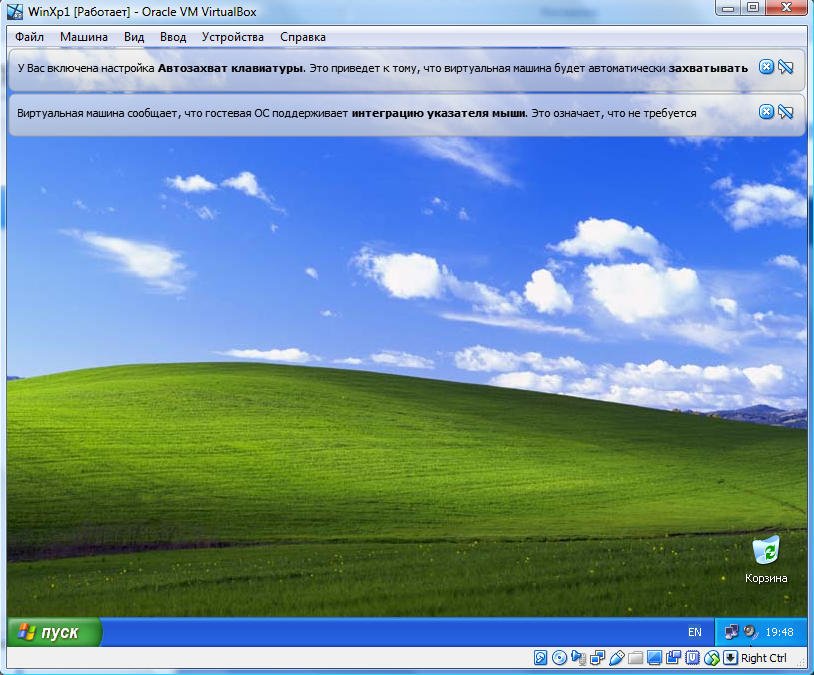 WinXp1 [Работает] - Oracle VM VirtualBox
Файл Машина Вид Ввод Устройства Справка
У Вас включена настройка Автозахват клавиатуры. Это приведет к тому, что виртуальная машина будет автоматически захватывать
Виртуальная машина сообщает, что гостевая ОС поддерживает интеграцию указателя мыши. Это означает, что не требуется
Корзина
пуск EN 19:48
Right Ctrl